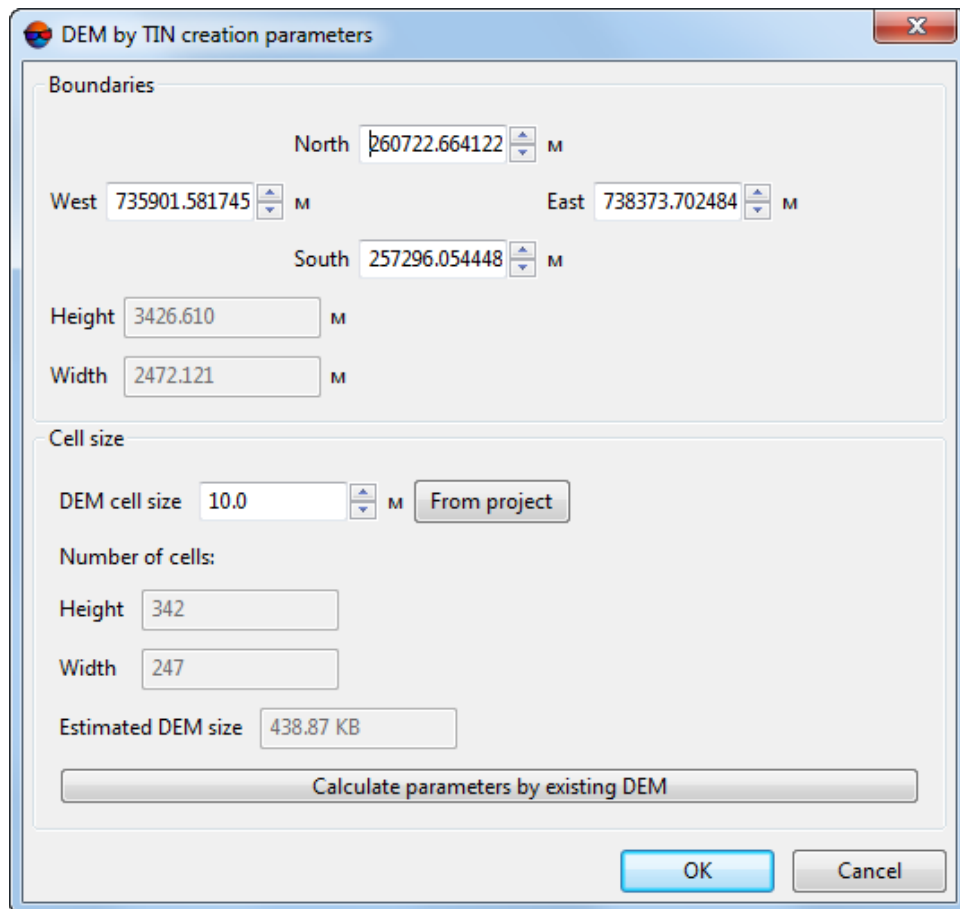 DEM by TIN creation parameters
Boundaries
North 260722.664122 м
West 735901.581745 м East 738373.702484 м
South 257296.054448 м
Height 3426.610 м
Width 2472.121 м
Cell size
DEM cell size 10.0 м From project
Number of cells:
Height 342
Width 247
Estimated DEM size 438.87 KB
Calculate parameters by existing DEM
OK Cancel